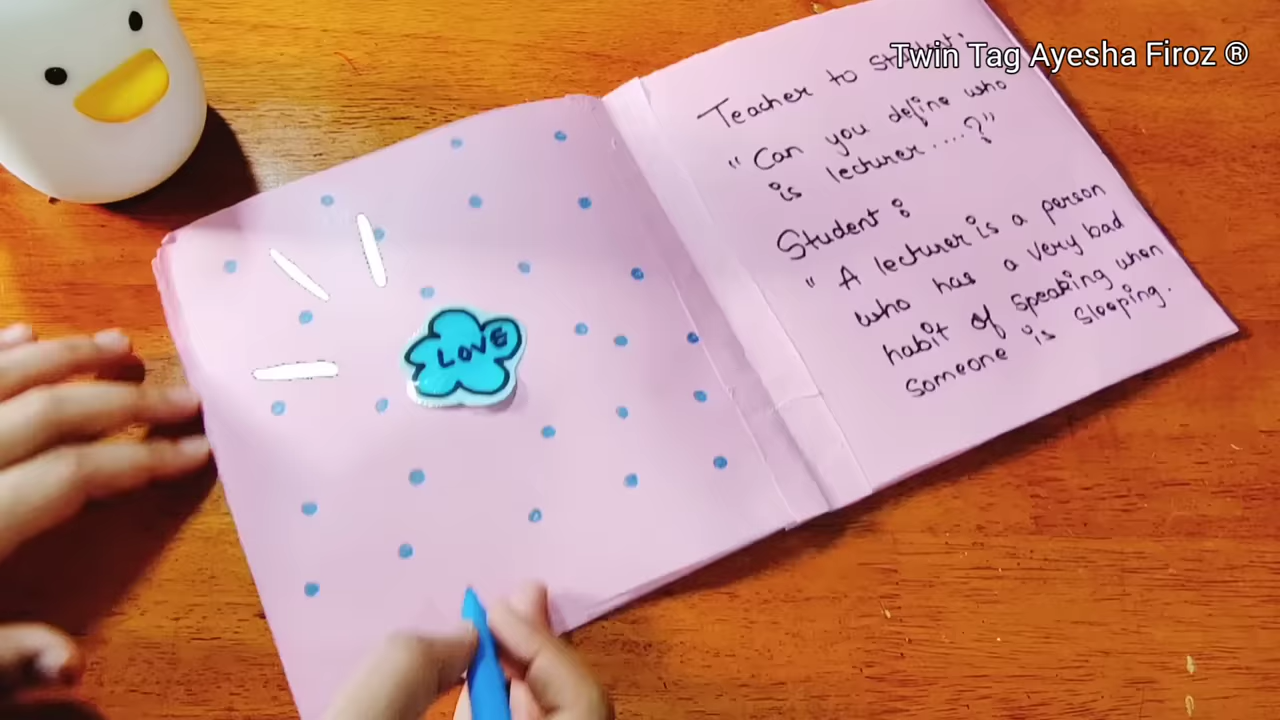 Twin Tag Ayesha Firoz ®
Teacher to student,
"Can you define who
is lecturer....?"
Student :
" A lecturer is a person
who has a very bad
habit of speaking when
someone is sleeping.
LOVE